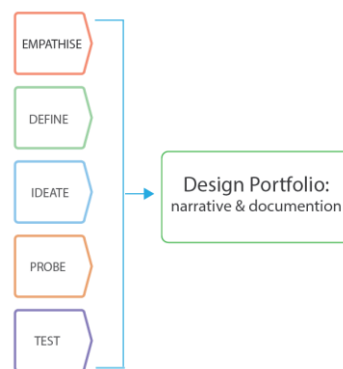 EMPATHISE
DEFINE
IDEATE
PROBE
TEST
Design Portfolio:
narrative & documention